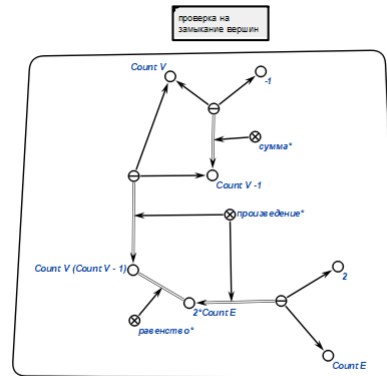 проверка на
замыкание вершин
Count V
-1
сумма*
Count V -1
произведение*
Count V (Count V - 1)
2
2*Count E
равенство*
Count E